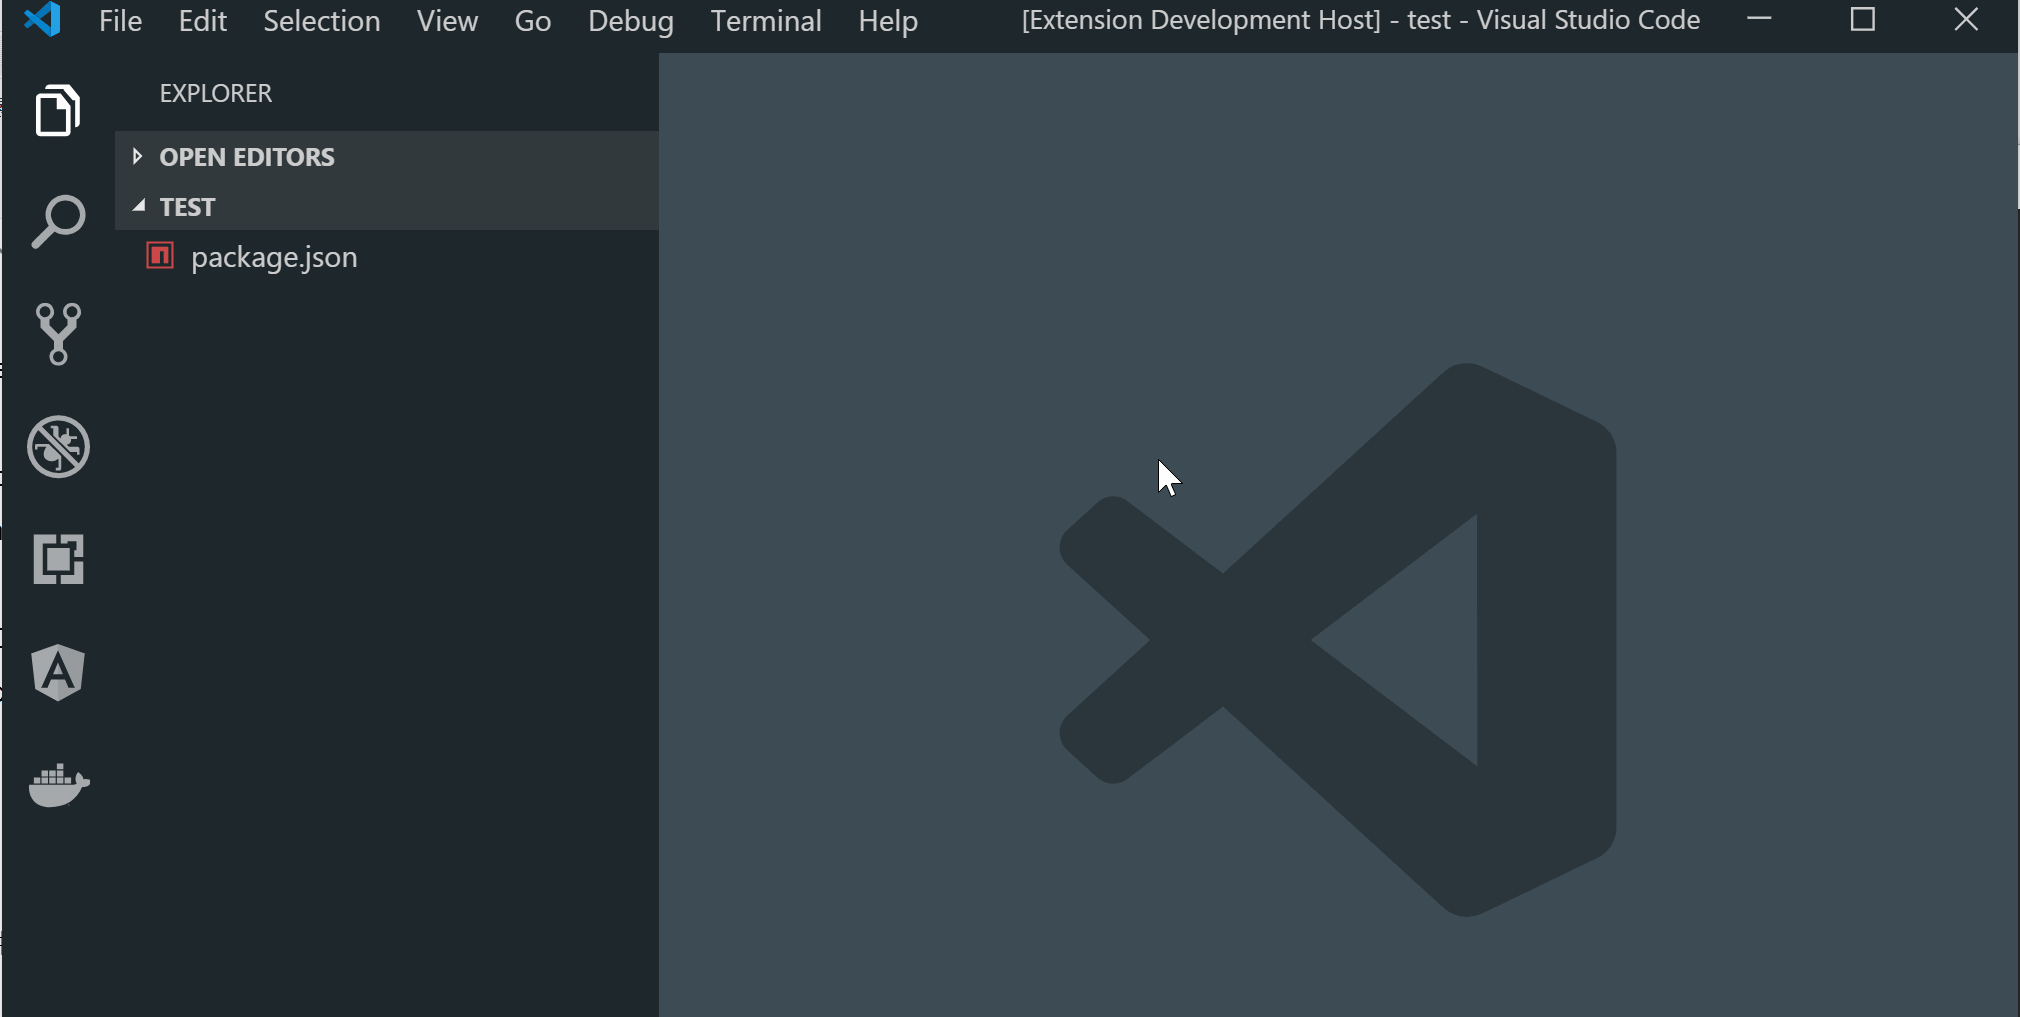 File Edit Selection View Go Debug Terminal Help [Extension Development Host] - test - Visual Studio Code
EXPLORER
OPEN EDITORS
TEST
package.json